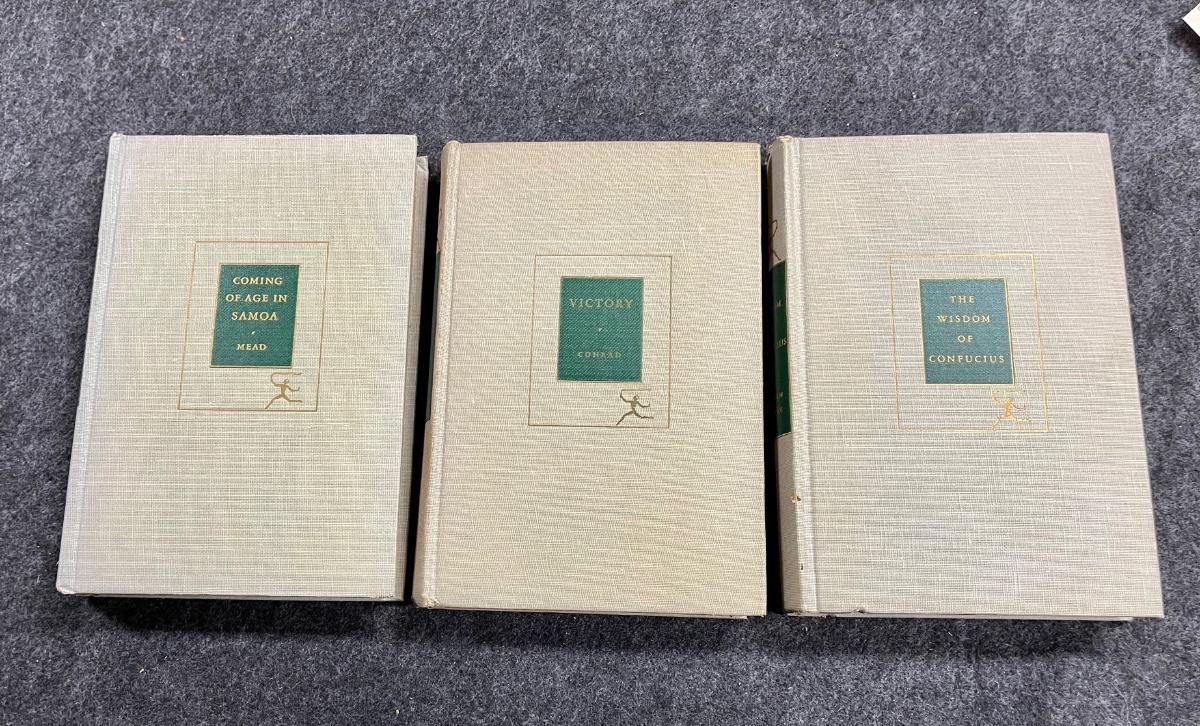 COMING
OF AGE IN
SAMOA
MEAD
VICTORY
CONRAD
THE
WISDOM
OF
CONFUCIUS